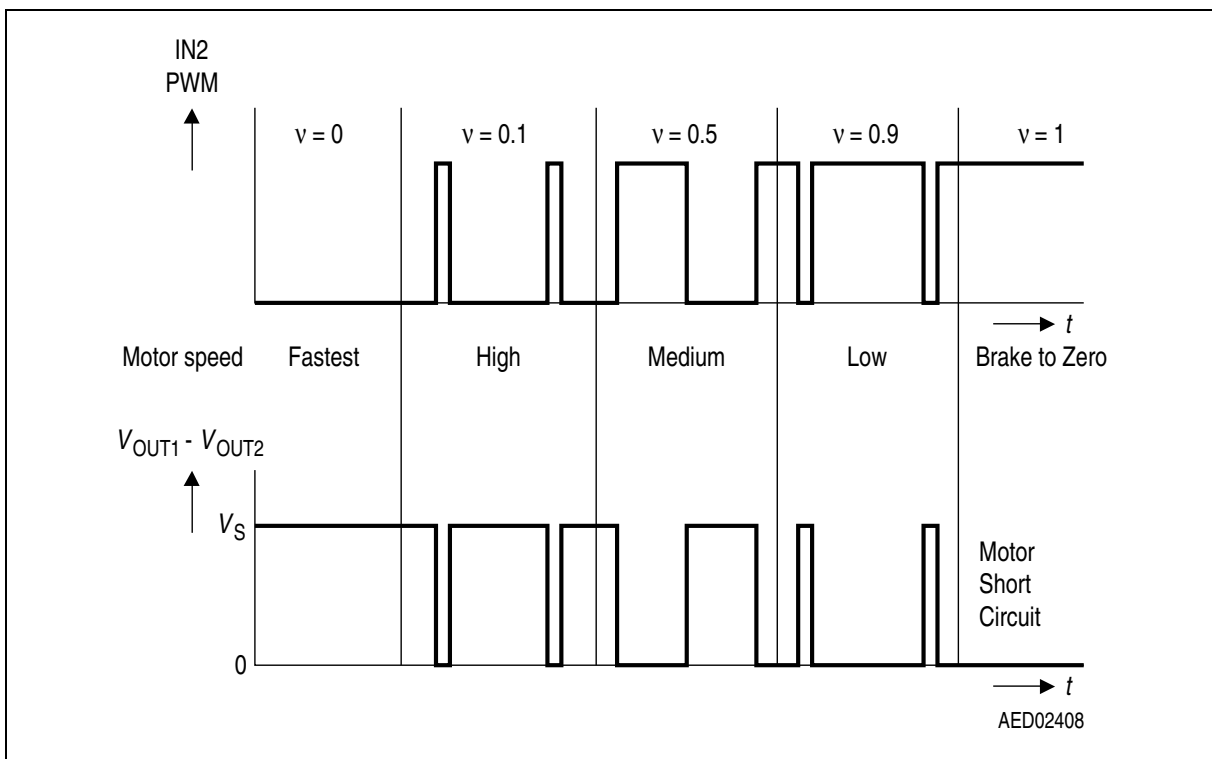 IN2
PWM
ν = 0 ν = 0.1 ν = 0.5 ν = 0.9 ν = 1
t
Motor speed Fastest High Medium Low Brake to Zero
VOUT1 - VOUT2
VS
Motor
Short
Circuit
0
t
AED02408